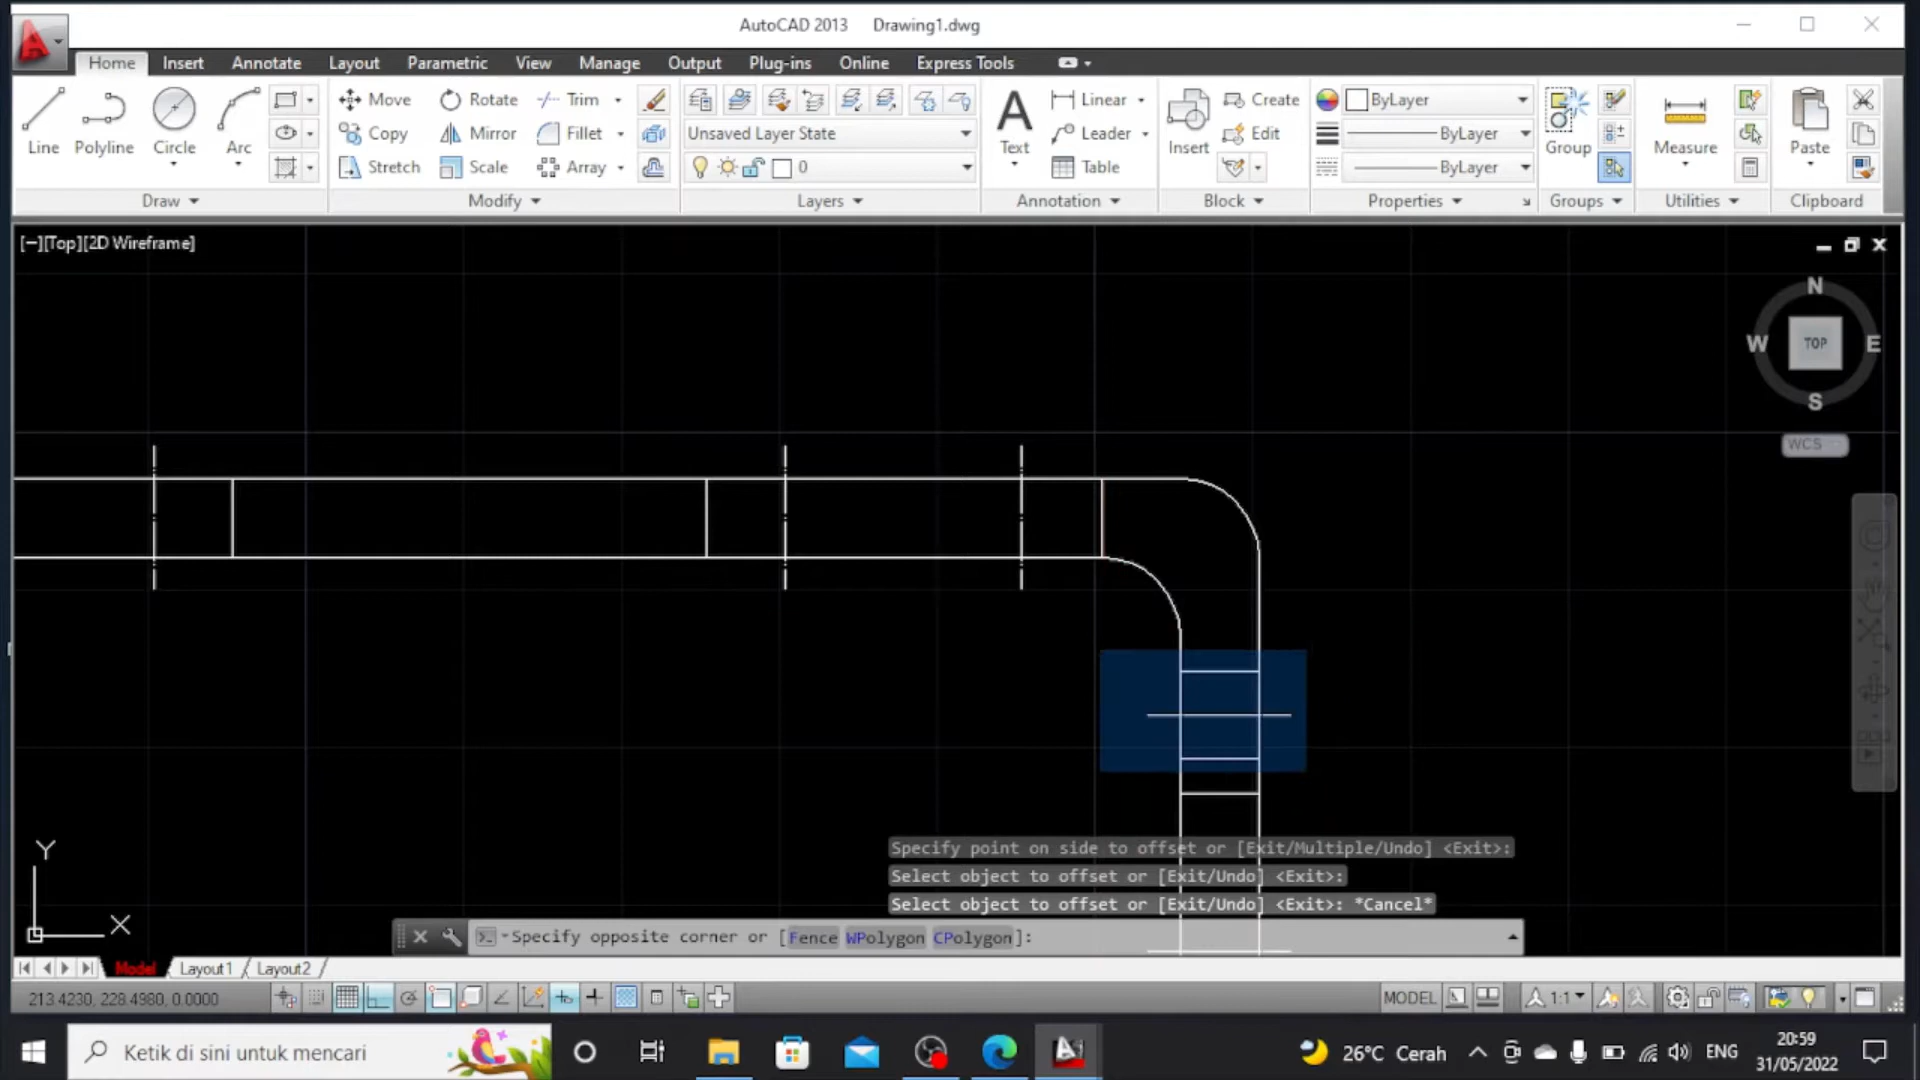 AutoCAD 2013 Drawing1.dwg
Home Insert Annotate Layout Parametric View Manage Output Plug-ins Online Express Tools
Line Polyline Circle Arc
Move Rotate Trim
Copy Mirror Fillet
Stretch Scale Array
Unsaved Layer State
0
Text
Linear
Leader
Table
Insert
Create
Edit
ByLayer
ByLayer
ByLayer
Group
Measure
Paste
Draw Modify Layers Annotation Block Properties Groups Utilities Clipboard
[−][Top][2D Wireframe]
N
W TOP E
S
WCS
Y
X
Specify point on side to offset or [Exit/Multiple/Undo] <Exit>:
Select object to offset or [Exit/Undo] <Exit>:
Select object to offset or [Exit/Undo] <Exit>: *Cancel*
Specify opposite corner or [Fence WPolygon CPolygon]:
Model Layout1 Layout2
213.4230, 228.4980, 0.0000 MODEL 1:1
Ketik di sini untuk mencari 26°C Cerah ENG 20:59
31/05/2022